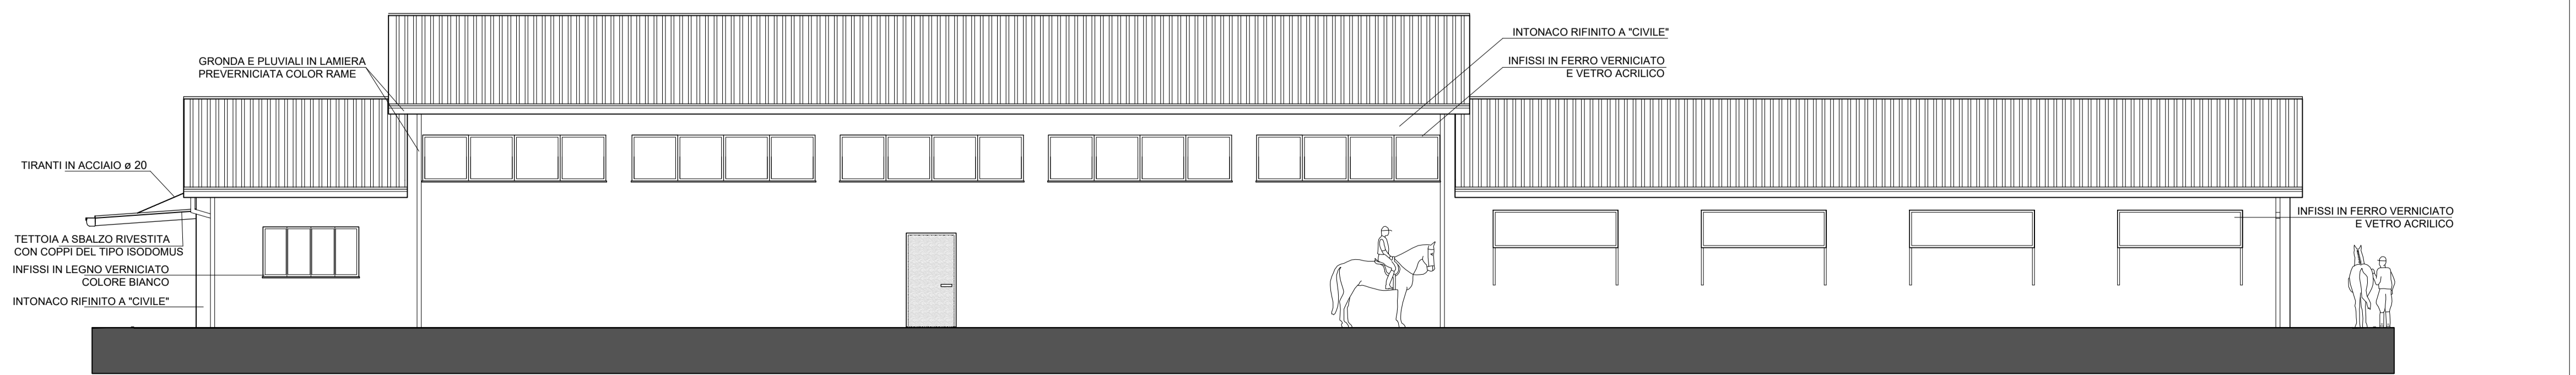 GRONDA E PLUVIALI IN LAMIERA
PREVERNICIATA COLOR RAME
TIRANTI IN ACCIAIO ø 20
TETTOIA A SBALZO RIVESTITA
CON COPPI DEL TIPO ISODOMUS
INFISSI IN LEGNO VERNICIATO
COLORE BIANCO
INTONACO RIFINITO A "CIVILE"
INTONACO RIFINITO A "CIVILE"
INFISSI IN FERRO VERNICIATO
E VETRO ACRILICO
INFISSI IN FERRO VERNICIATO
E VETRO ACRILICO